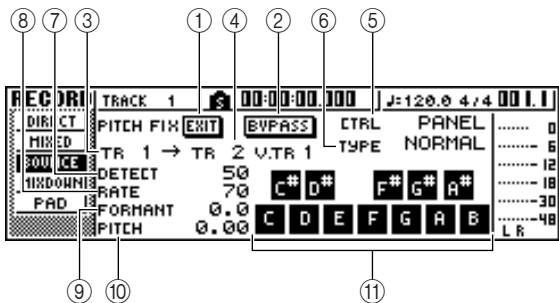 ⑧ ⑦ ③ ① ④ ② ⑥ ⑤
RECORD TRACK 1 S 00:00:00.000 ♩=120.0 4/4 001.1
DIRECT PITCH FIX EXIT BYPASS CTRL PANEL 0
MIXED TR 1 → TR 2 V.TR 1 TYPE NORMAL 6
BOUNCE DETECT 50 12
MIXDOWN RATE 70 C# D# F# G# A# 18
PAD FORMANT 0.0 C D E F G A B 30
PITCH 0.00 48
L R
⑨ ⑩ ⑪